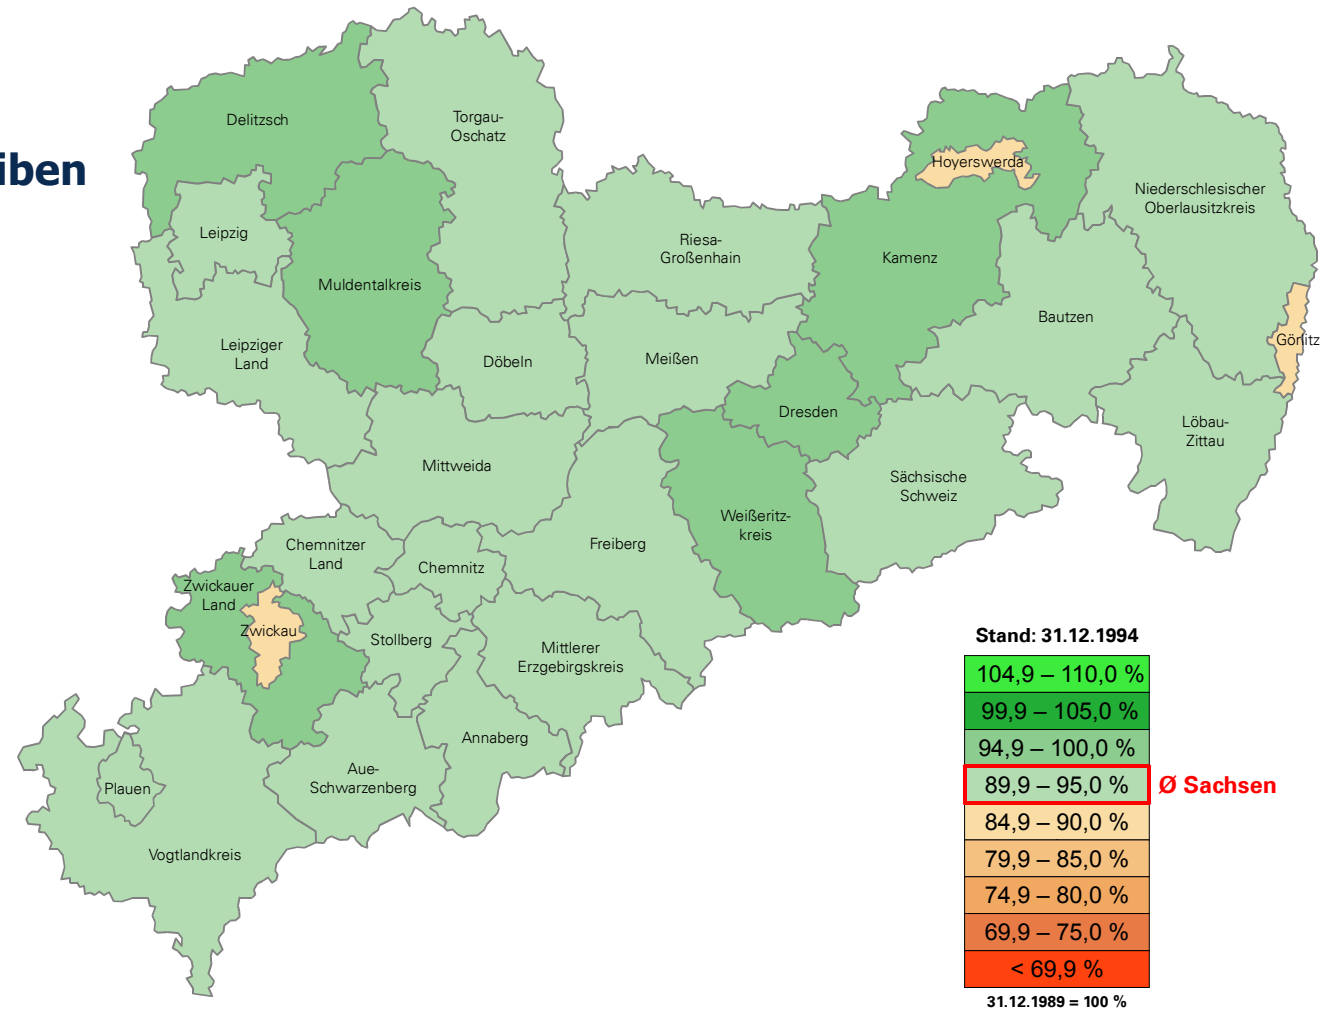 iben
Delitzsch
Torgau-
Oschatz
Hoyerswerda
Niederschlesischer
Oberlausitzkreis
Leipzig
Riesa-
Großenhain
Kamenz
Muldentalkreis
Bautzen
Görlitz
Leipziger
Land
Döbeln
Meißen
Dresden
Löbau-
Zittau
Mittweida
Sächsische
Schweiz
Weißeritz-
kreis
Freiberg
Chemnitzer
Land
Chemnitz
Zwickauer
Land
Zwickau
Stollberg
Mittlerer
Erzgebirgskreis
Annaberg
Aue-
Schwarzenberg
Plauen
Vogtlandkreis
Stand: 31.12.1994
104,9 – 110,0 %
99,9 – 105,0 %
94,9 – 100,0 %
89,9 – 95,0 %
Ø Sachsen
84,9 – 90,0 %
79,9 – 85,0 %
74,9 – 80,0 %
69,9 – 75,0 %
< 69,9 %
31.12.1989 = 100 %